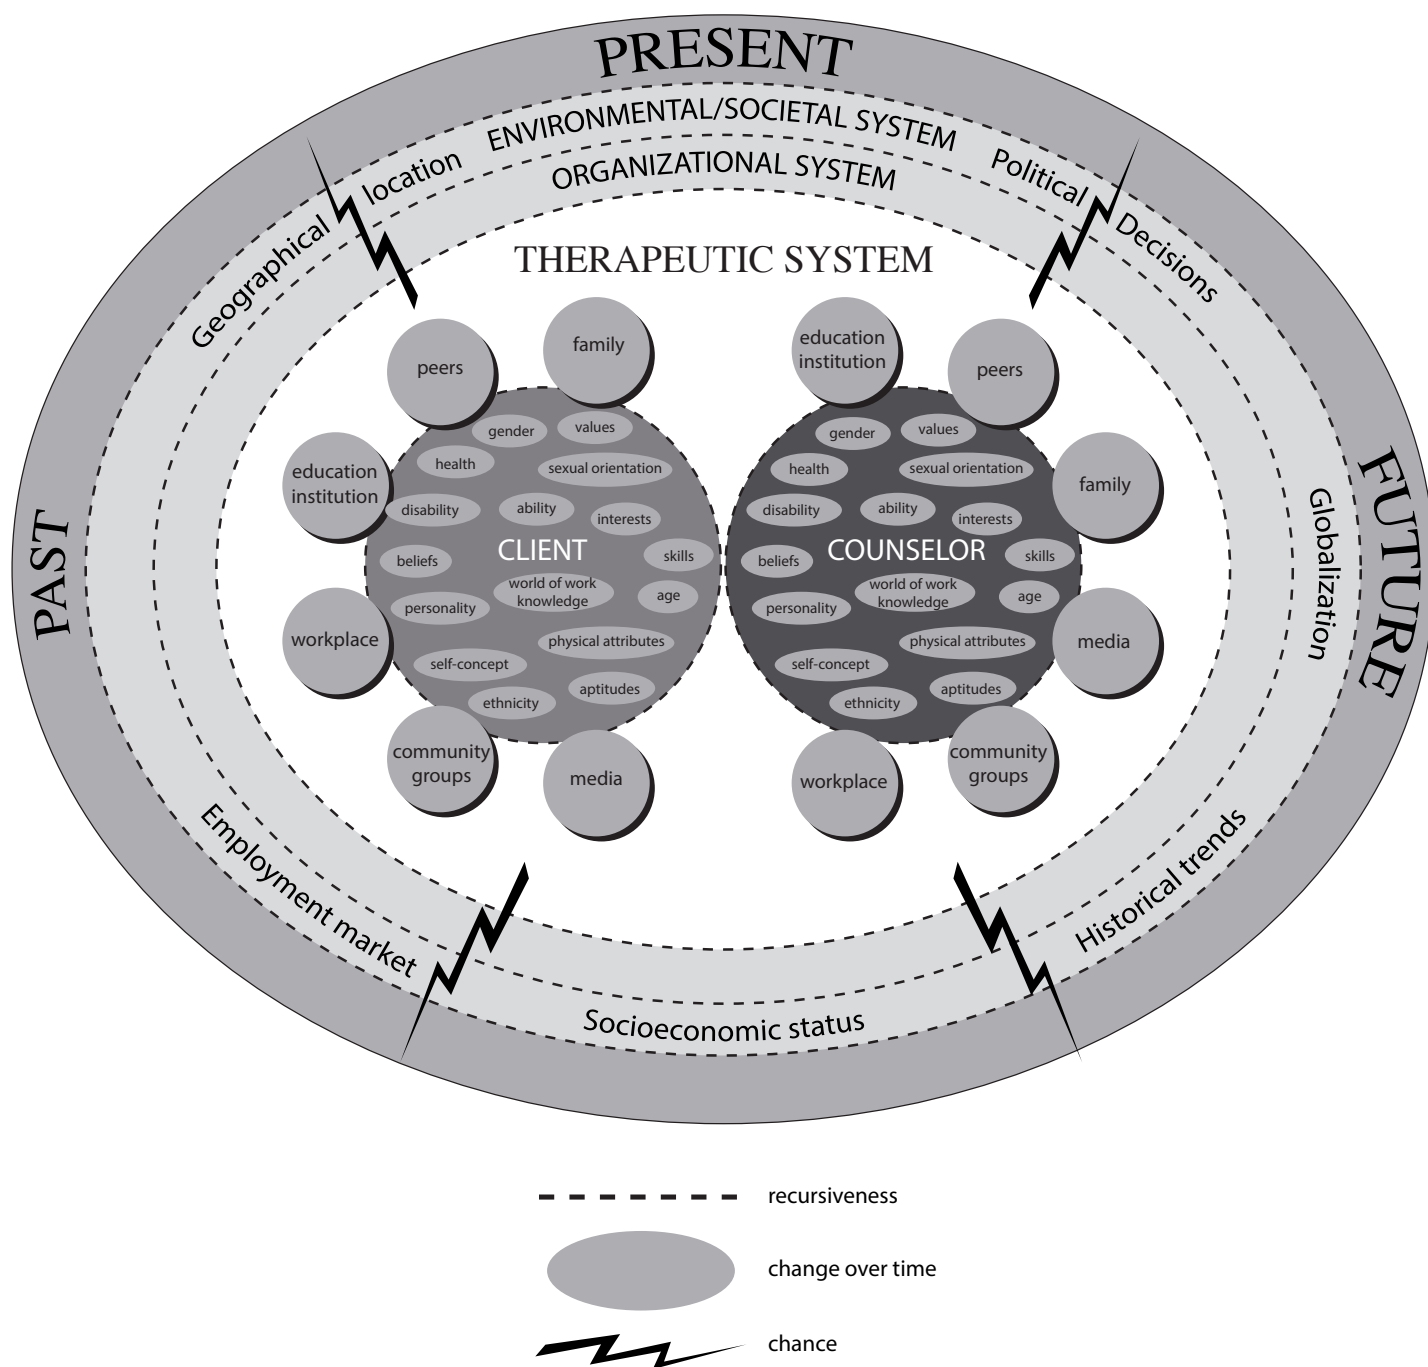 PRESENT
ENVIRONMENTAL/SOCIETAL SYSTEM
ORGANIZATIONAL SYSTEM
Geographical location
Political Decisions
THERAPEUTIC SYSTEM
PAST
FUTURE
Globalization
peers
family
education
institution
workplace
community
groups
media
gender
values
health
sexual orientation
disability
ability
interests
CLIENT
beliefs
skills
world of work
knowledge
age
personality
physical attributes
self-concept
aptitudes
ethnicity
education
institution
peers
family
media
community
groups
workplace
gender
values
health
sexual orientation
disability
ability
interests
COUNSELOR
beliefs
skills
world of work
knowledge
age
personality
physical attributes
self-concept
aptitudes
ethnicity
Employment market
Socioeconomic status
Historical trends
recursiveness
change over time
chance